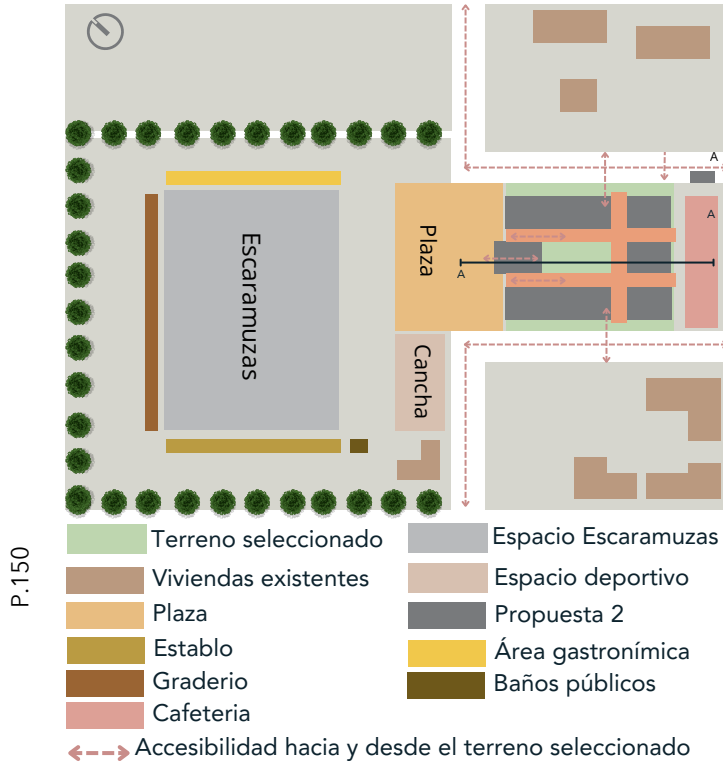 A
A
Plaza
Escaramuzas
A
Cancha
P.150
Terreno seleccionado
Viviendas existentes
Plaza
Establo
Graderio
Cafeteria
Espacio Escaramuzas
Espacio deportivo
Propuesta 2
Área gastronímica
Baños públicos
Accesibilidad hacia y desde el terreno seleccionado